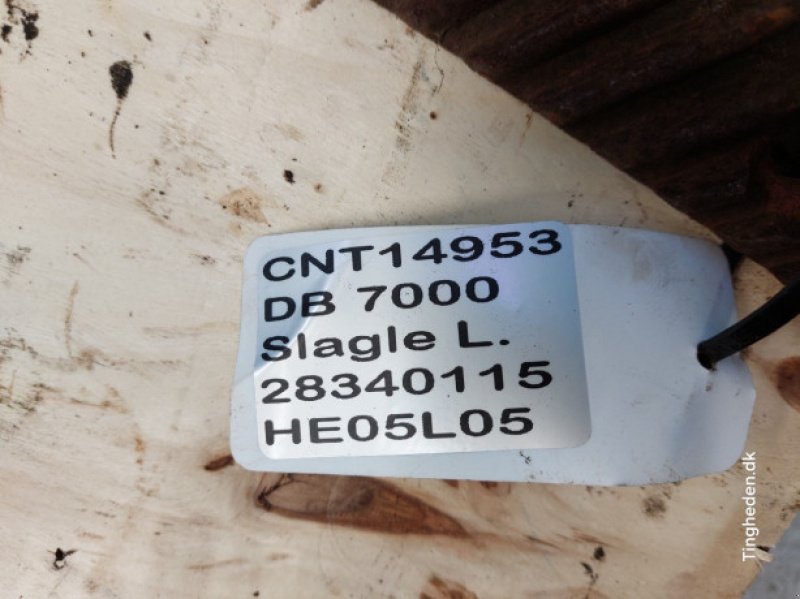 CNT14953
DB 7000
Slagle L.
28340115
HE05L05
Tingheden.dk